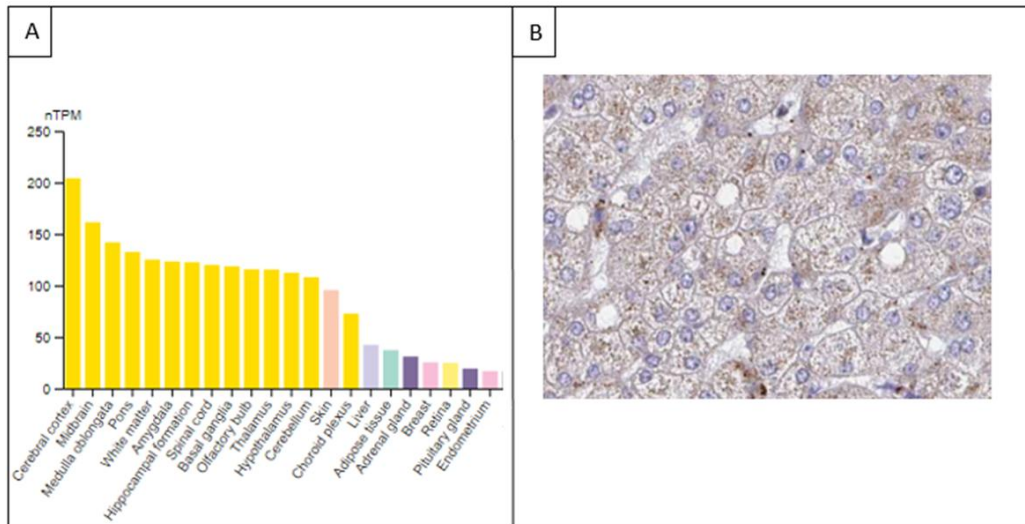 A
B
nTPM
250
200
150
100
50
0
Cerebral cortex
Midbrain
Medulla oblongata
Pons
White matter
Amygdala
Hippocampal formation
Spinal cord
Basal ganglia
Olfactory bulb
Thalamus
Hypothalamus
Cerebellum
Skin
Choroid plexus
Liver
Adipose tissue
Adrenal gland
Breast
Retina
Pituitary gland
Endometrium